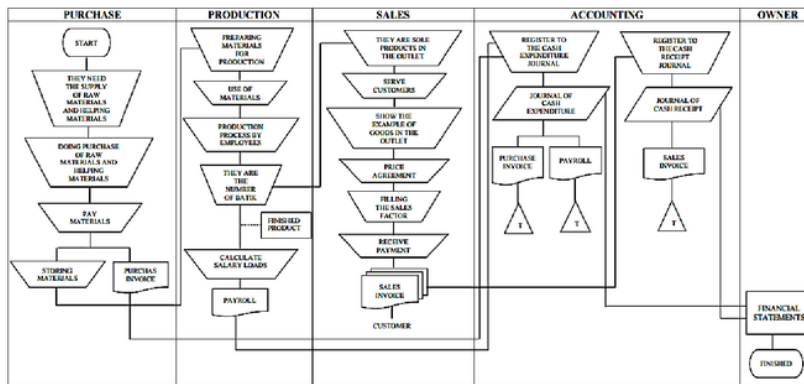 PURCHASE
PRODUCTION
SALES
ACCOUNTING
OWNER
START
THEY NEED
THE SUPPLY
OF RAW
MATERIALS
AND HELPING
MATERIALS
DOING PURCHASE
OF RAW
MATERIALS AND
HELPING
MATERIALS
PAY
MATERIALS
STORING
MATERIALS
PURCHAS
INVOICE
PREPARING
MATERIALS
FOR
PRODUCTION
USE OF
MATERIALS
PRODUCTION
PROCESS BY
EMPLOYEES
THEY ARE
THE
NUMBER
OF BATIK
FINISHED
PRODUCT
CALCULATE
SALARY LOADS
PAYROLL
THEY ARE SOLE
PRODUCTS IN
THE OUTLET
SERVE
CUSTOMERS
SHOW THE
EXAMPLE OF
GOODS IN THE
OUTLET
PRICE
AGREEMENT
FILLING
THE SALES
FACTOR
RECEIVE
PAYMENT
SALES
INVOICE
CUSTOMER
REGISTER TO
THE CASH
EXPENDITURE
JOURNAL
JOURNAL OF
CASH
EXPENDITURE
PURCHASE
INVOICE
PAYROLL
T
T
REGISTER TO
THE CASH
RECEIPT
JOURNAL
JOURNAL OF
CASH RECEIPT
SALES
INVOICE
T
FINANCIAL
STATEMENTS
FINISHED